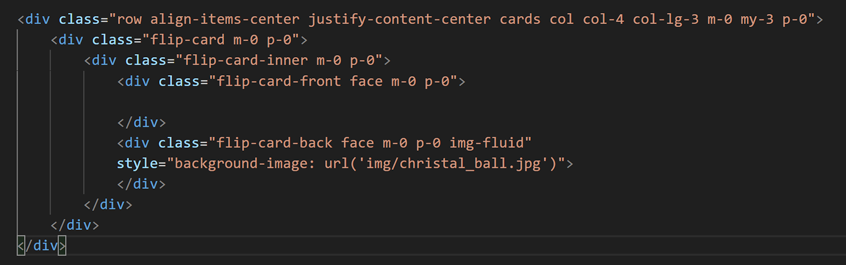 <div class="row align-items-center justify-content-center cards col col-4 col-lg-3 m-0 my-3 p-0">
<div class="flip-card m-0 p-0">
<div class="flip-card-inner m-0 p-0">
<div class="flip-card-front face m-0 p-0">
</div>
<div class="flip-card-back face m-0 p-0 img-fluid"
style="background-image: url('img/christal_ball.jpg')">
</div>
</div>
</div>
</div>